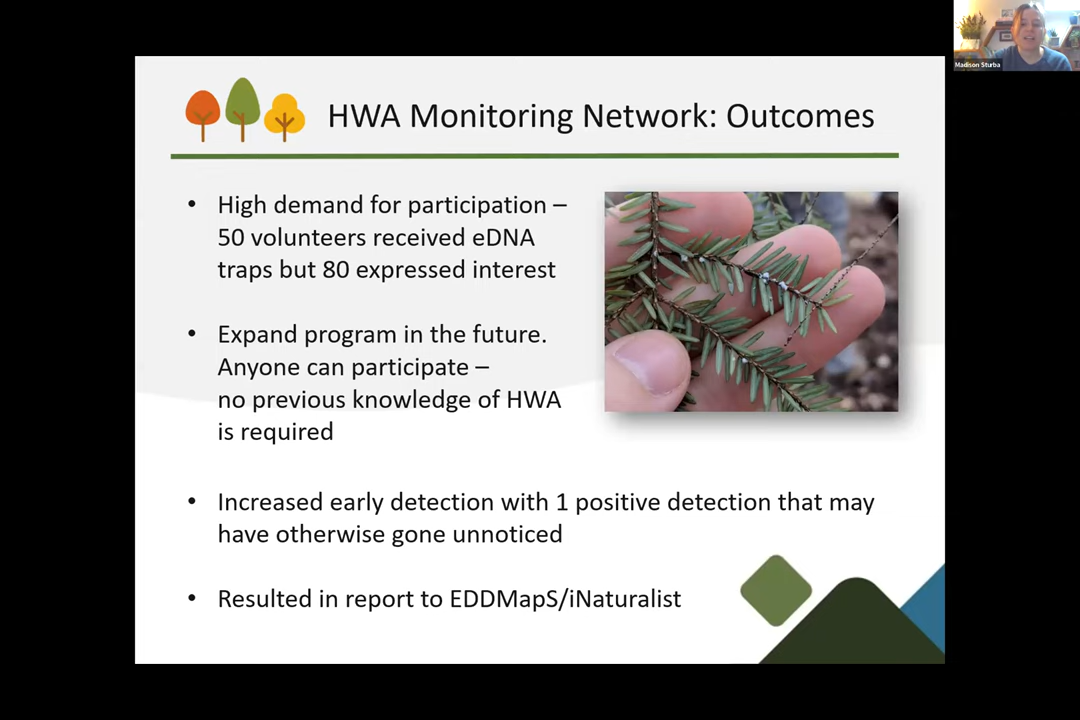 Madison Sturba
HWA Monitoring Network: Outcomes
• High demand for participation –
50 volunteers received eDNA
traps but 80 expressed interest
• Expand program in the future.
Anyone can participate –
no previous knowledge of HWA
is required
• Increased early detection with 1 positive detection that may
have otherwise gone unnoticed
• Resulted in report to EDDMapS/iNaturalist